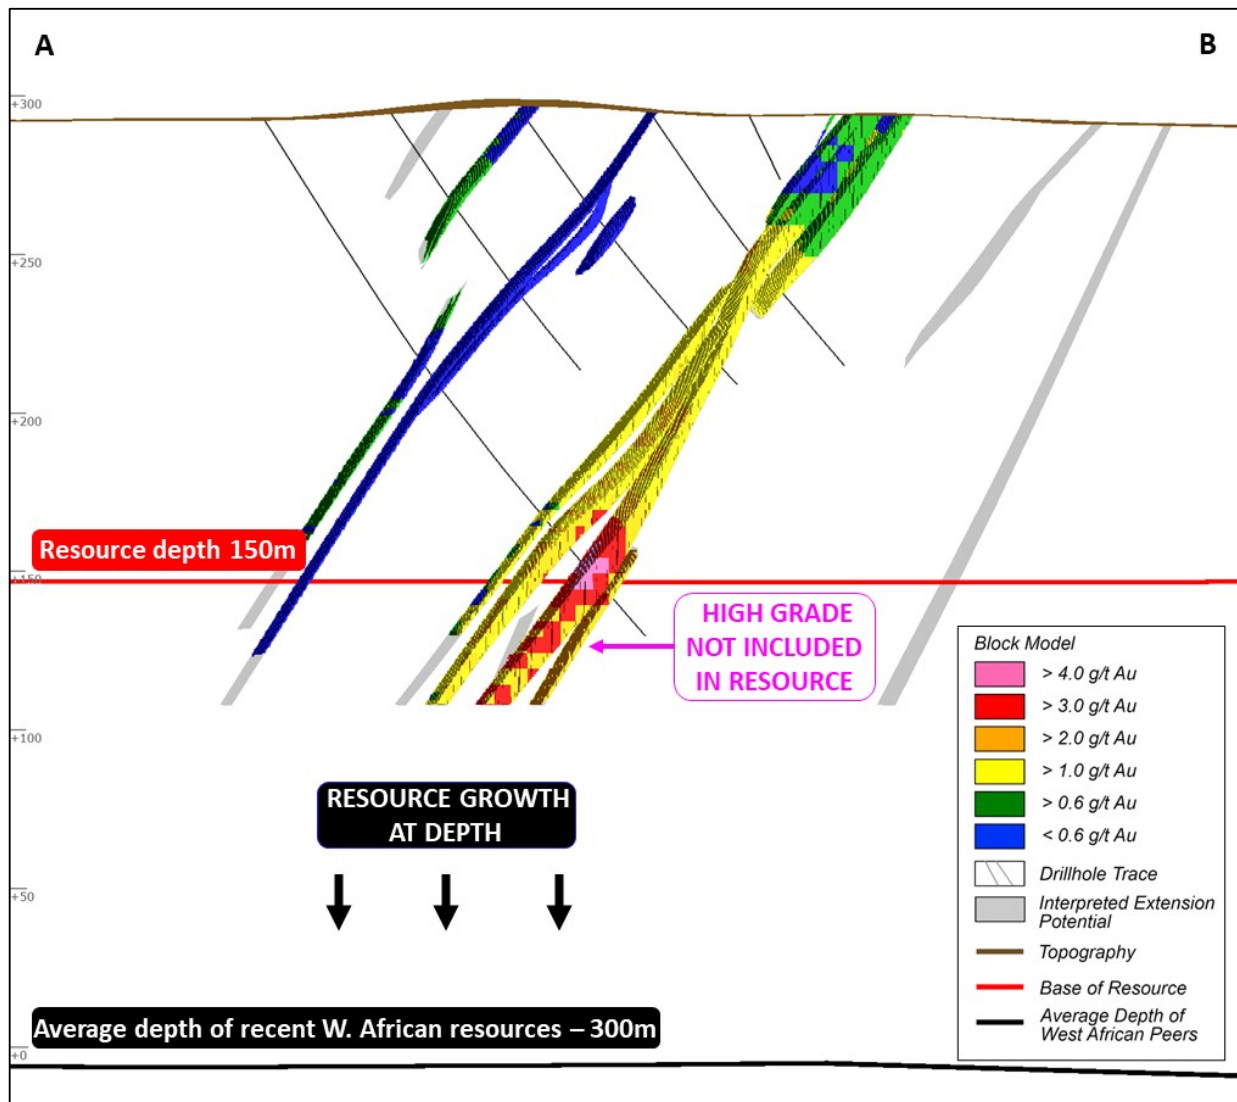 A
B
+300
+250
+200
Resource depth 150m
+150
HIGH GRADE
NOT INCLUDED
IN RESOURCE
Block Model
> 4.0 g/t Au
> 3.0 g/t Au
> 2.0 g/t Au
> 1.0 g/t Au
> 0.6 g/t Au
< 0.6 g/t Au
Drillhole Trace
Interpreted Extension
Potential
Topography
Base of Resource
Average Depth of
West African Peers
+100
RESOURCE GROWTH
AT DEPTH
+50
Average depth of recent W. African resources – 300m
+0